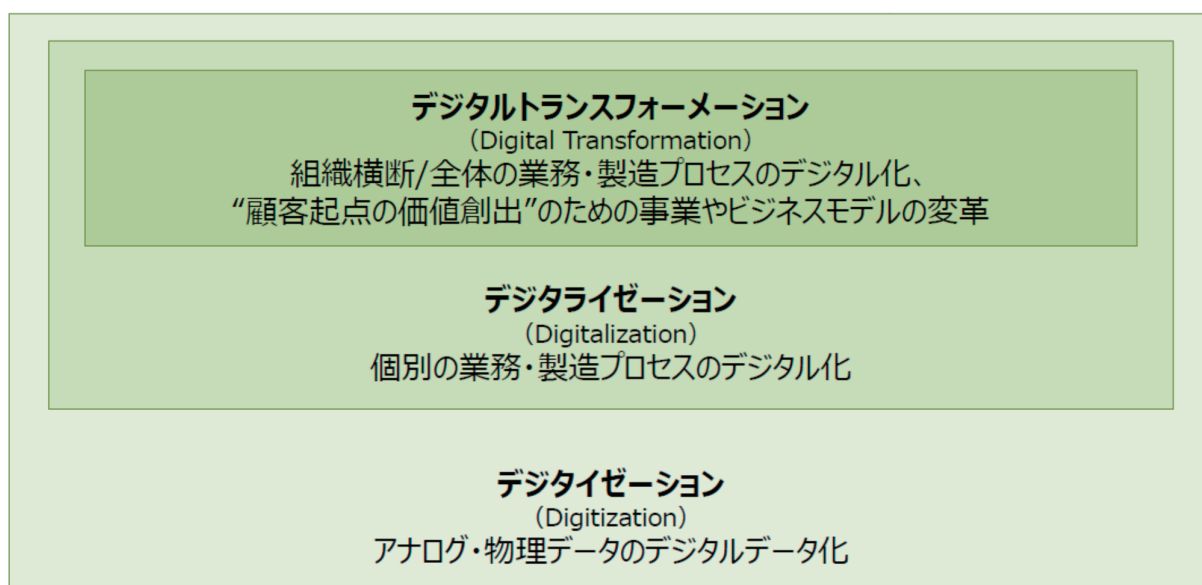 デジタルトランスフォーメーション
（Digital Transformation）
組織横断/全体の業務・製造プロセスのデジタル化、
“顧客起点の価値創出”のための事業やビジネスモデルの変革
デジタライゼーション
（Digitalization）
個別の業務・製造プロセスのデジタル化
デジタイゼーション
（Digitization）
アナログ・物理データのデジタルデータ化